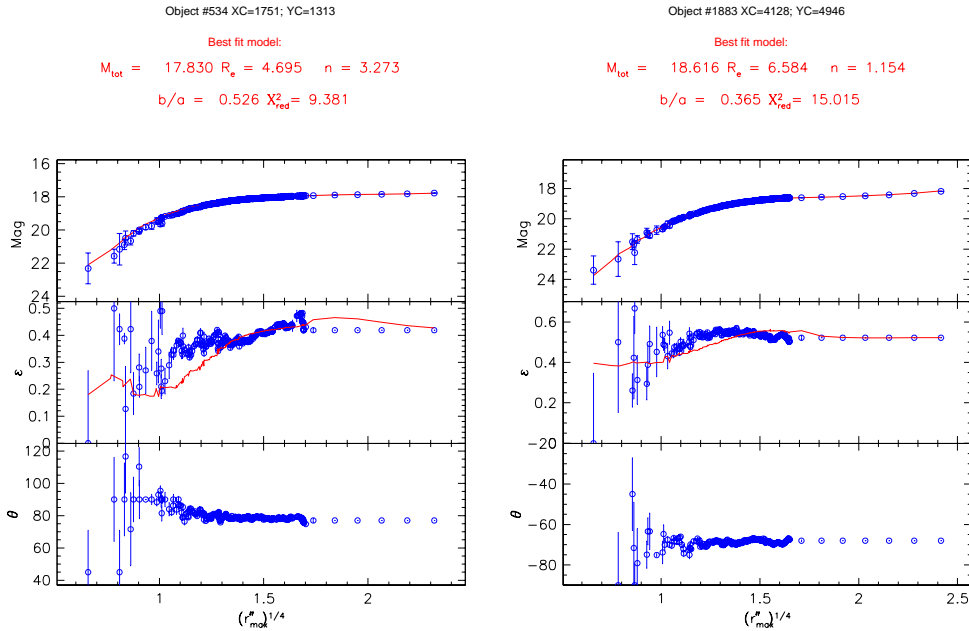 Object #534 XC=1751; YC=1313
Best fit model:
M_tot = 17.830 R_e = 4.695 n = 3.273
b/a = 0.526 χ²_red = 9.381
16
18
20
22
24
Mag
0.5
0.4
0.3
0.2
0.1
0
ε
120
100
80
60
40
θ
1
1.5
2
(r″_max)^1/4
Object #1883 XC=4128; YC=4946
Best fit model:
M_tot = 18.616 R_e = 6.584 n = 1.154
b/a = 0.365 χ²_red = 15.015
18
20
22
24
Mag
0.6
0.4
0.2
ε
−20
−40
−60
−80
θ
1
1.5
2
2.5
(r″_max)^1/4